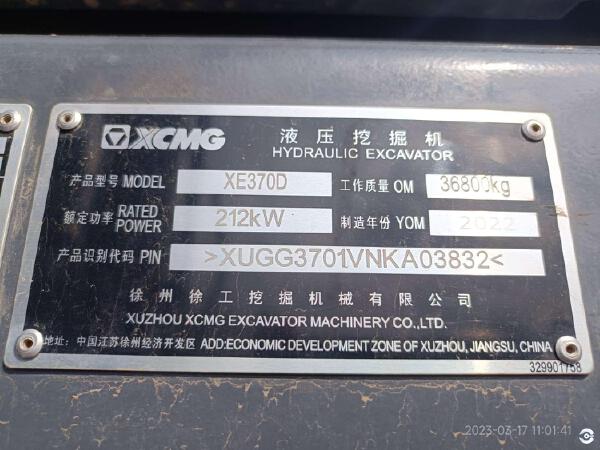 XCMG
液压挖掘机
HYDRAULIC EXCAVATOR
产品型号 MODEL XE370D 工作质量 OM 36800kg
额定功率 RATED POWER 212kW 制造年份 YOM 2022
产品识别代码 PIN >XUGG3701VNKA03832<
徐州徐工挖掘机械有限公司
XUZHOU XCMG EXCAVATOR MACHINERY CO.,LTD.
地址: 中国江苏徐州经济开发区 ADD:ECONOMIC DEVELOPMENT ZONE OF XUZHOU, JIANGSU, CHINA
329901758
2023-03-17 11:01:41